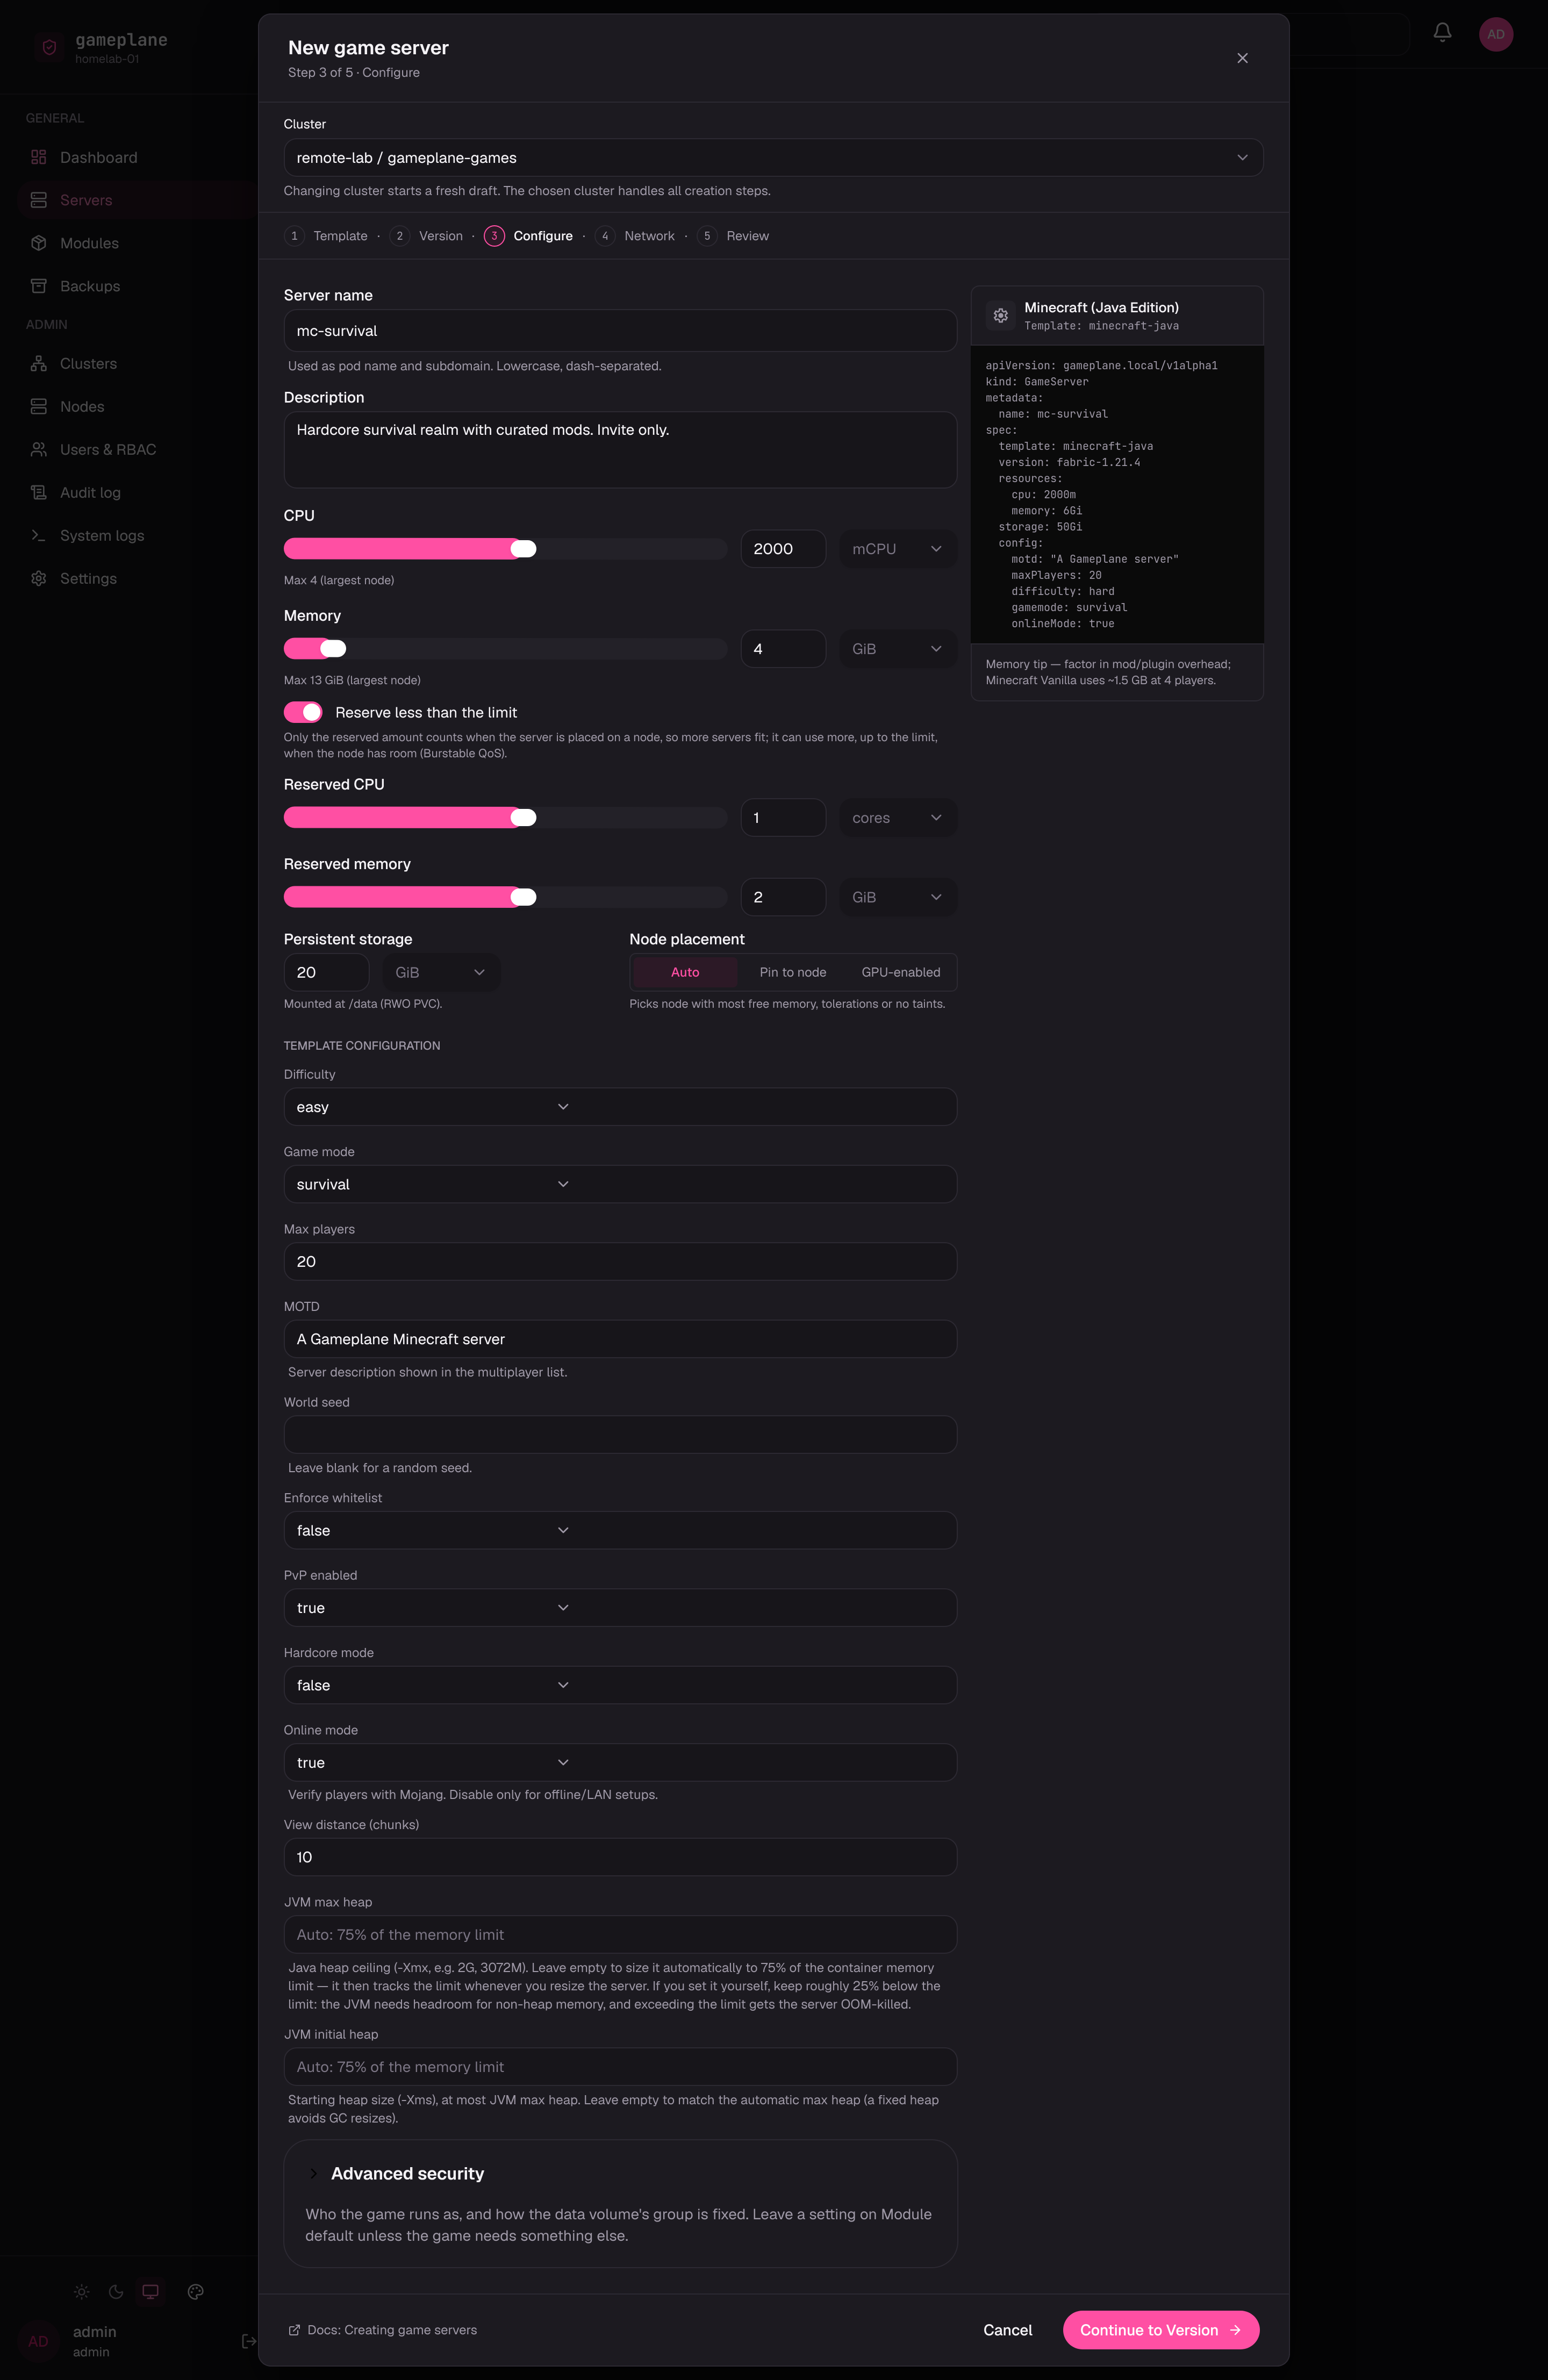 gameplane
homelab-01
GENERAL
Dashboard
Servers
Modules
Backups
ADMIN
Clusters
Nodes
Users & RBAC
Audit log
System logs
Settings
AD
admin
admin
AD
New game server
Step 3 of 5 · Configure
Cluster
remote-lab / gameplane-games
Changing cluster starts a fresh draft. The chosen cluster handles all creation steps.
1 Template · 2 Version · 3 Configure · 4 Network · 5 Review
Server name
mc-survival
Used as pod name and subdomain. Lowercase, dash-separated.
Description
Hardcore survival realm with curated mods. Invite only.
CPU
2000 mCPU
Max 4 (largest node)
Memory
4 GiB
Max 13 GiB (largest node)
Reserve less than the limit
Only the reserved amount counts when the server is placed on a node, so more servers fit; it can use more, up to the limit,
when the node has room (Burstable QoS).
Reserved CPU
1 cores
Reserved memory
2 GiB
Persistent storage
20 GiB
Mounted at /data (RWO PVC).
Node placement
Auto Pin to node GPU-enabled
Picks node with most free memory, tolerations or no taints.
TEMPLATE CONFIGURATION
Difficulty
easy
Game mode
survival
Max players
20
MOTD
A Gameplane Minecraft server
Server description shown in the multiplayer list.
World seed
Leave blank for a random seed.
Enforce whitelist
false
PvP enabled
true
Hardcore mode
false
Online mode
true
Verify players with Mojang. Disable only for offline/LAN setups.
View distance (chunks)
10
JVM max heap
Auto: 75% of the memory limit
Java heap ceiling (-Xmx, e.g. 2G, 3072M). Leave empty to size it automatically to 75% of the container memory
limit — it then tracks the limit whenever you resize the server. If you set it yourself, keep roughly 25% below the
limit: the JVM needs headroom for non-heap memory, and exceeding the limit gets the server OOM-killed.
JVM initial heap
Auto: 75% of the memory limit
Starting heap size (-Xms), at most JVM max heap. Leave empty to match the automatic max heap (a fixed heap
avoids GC resizes).
Advanced security
Who the game runs as, and how the data volume's group is fixed. Leave a setting on Module
default unless the game needs something else.
Minecraft (Java Edition)
Template: minecraft-java
apiVersion: gameplane.local/v1alpha1
kind: GameServer
metadata:
  name: mc-survival
spec:
  template: minecraft-java
  version: fabric-1.21.4
  resources:
    cpu: 2000m
    memory: 6Gi
  storage: 50Gi
  config:
    motd: "A Gameplane server"
    maxPlayers: 20
    difficulty: hard
    gamemode: survival
    onlineMode: true
Memory tip — factor in mod/plugin overhead;
Minecraft Vanilla uses ~1.5 GB at 4 players.
Docs: Creating game servers
Cancel
Continue to Version